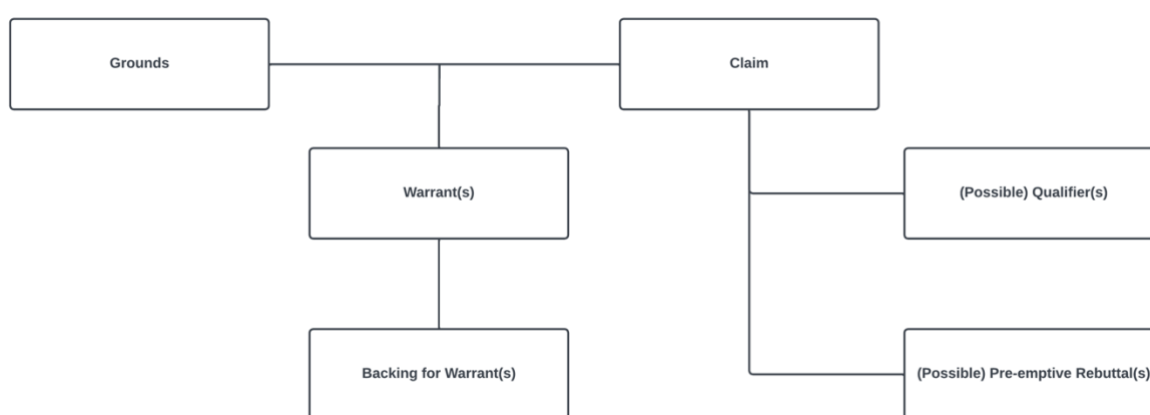 Grounds
Claim
Warrant(s)
(Possible) Qualifier(s)
Backing for Warrant(s)
(Possible) Pre-emptive Rebuttal(s)